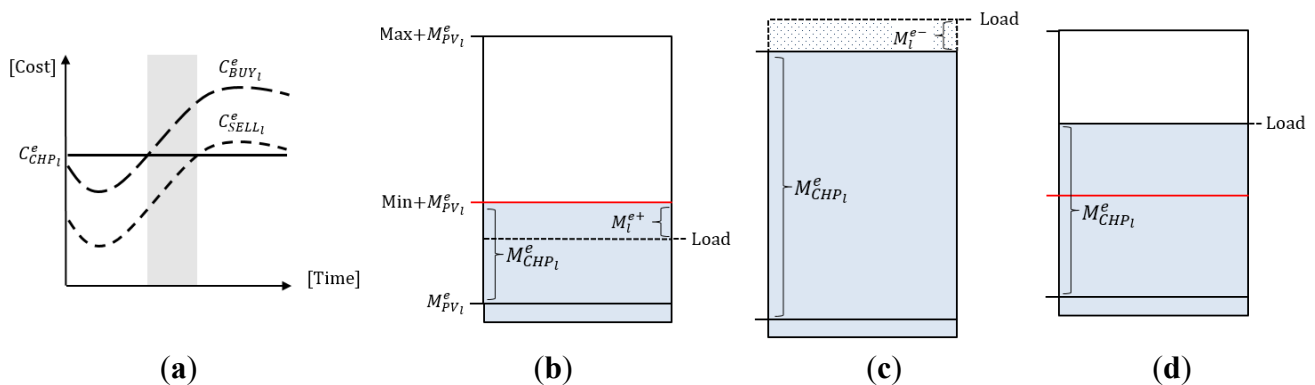 [Cost]
C^e_{BUY_l}
C^e_{SELL_l}
C^e_{CHP_l}
[Time]
(a)
Max+M^e_{PV_l}
Min+M^e_{PV_l}
M^{e+}_l
Load
M^e_{CHP_l}
M^e_{PV_l}
(b)
Load
M^{e-}_l
M^e_{CHP_l}
(c)
Load
M^e_{CHP_l}
(d)